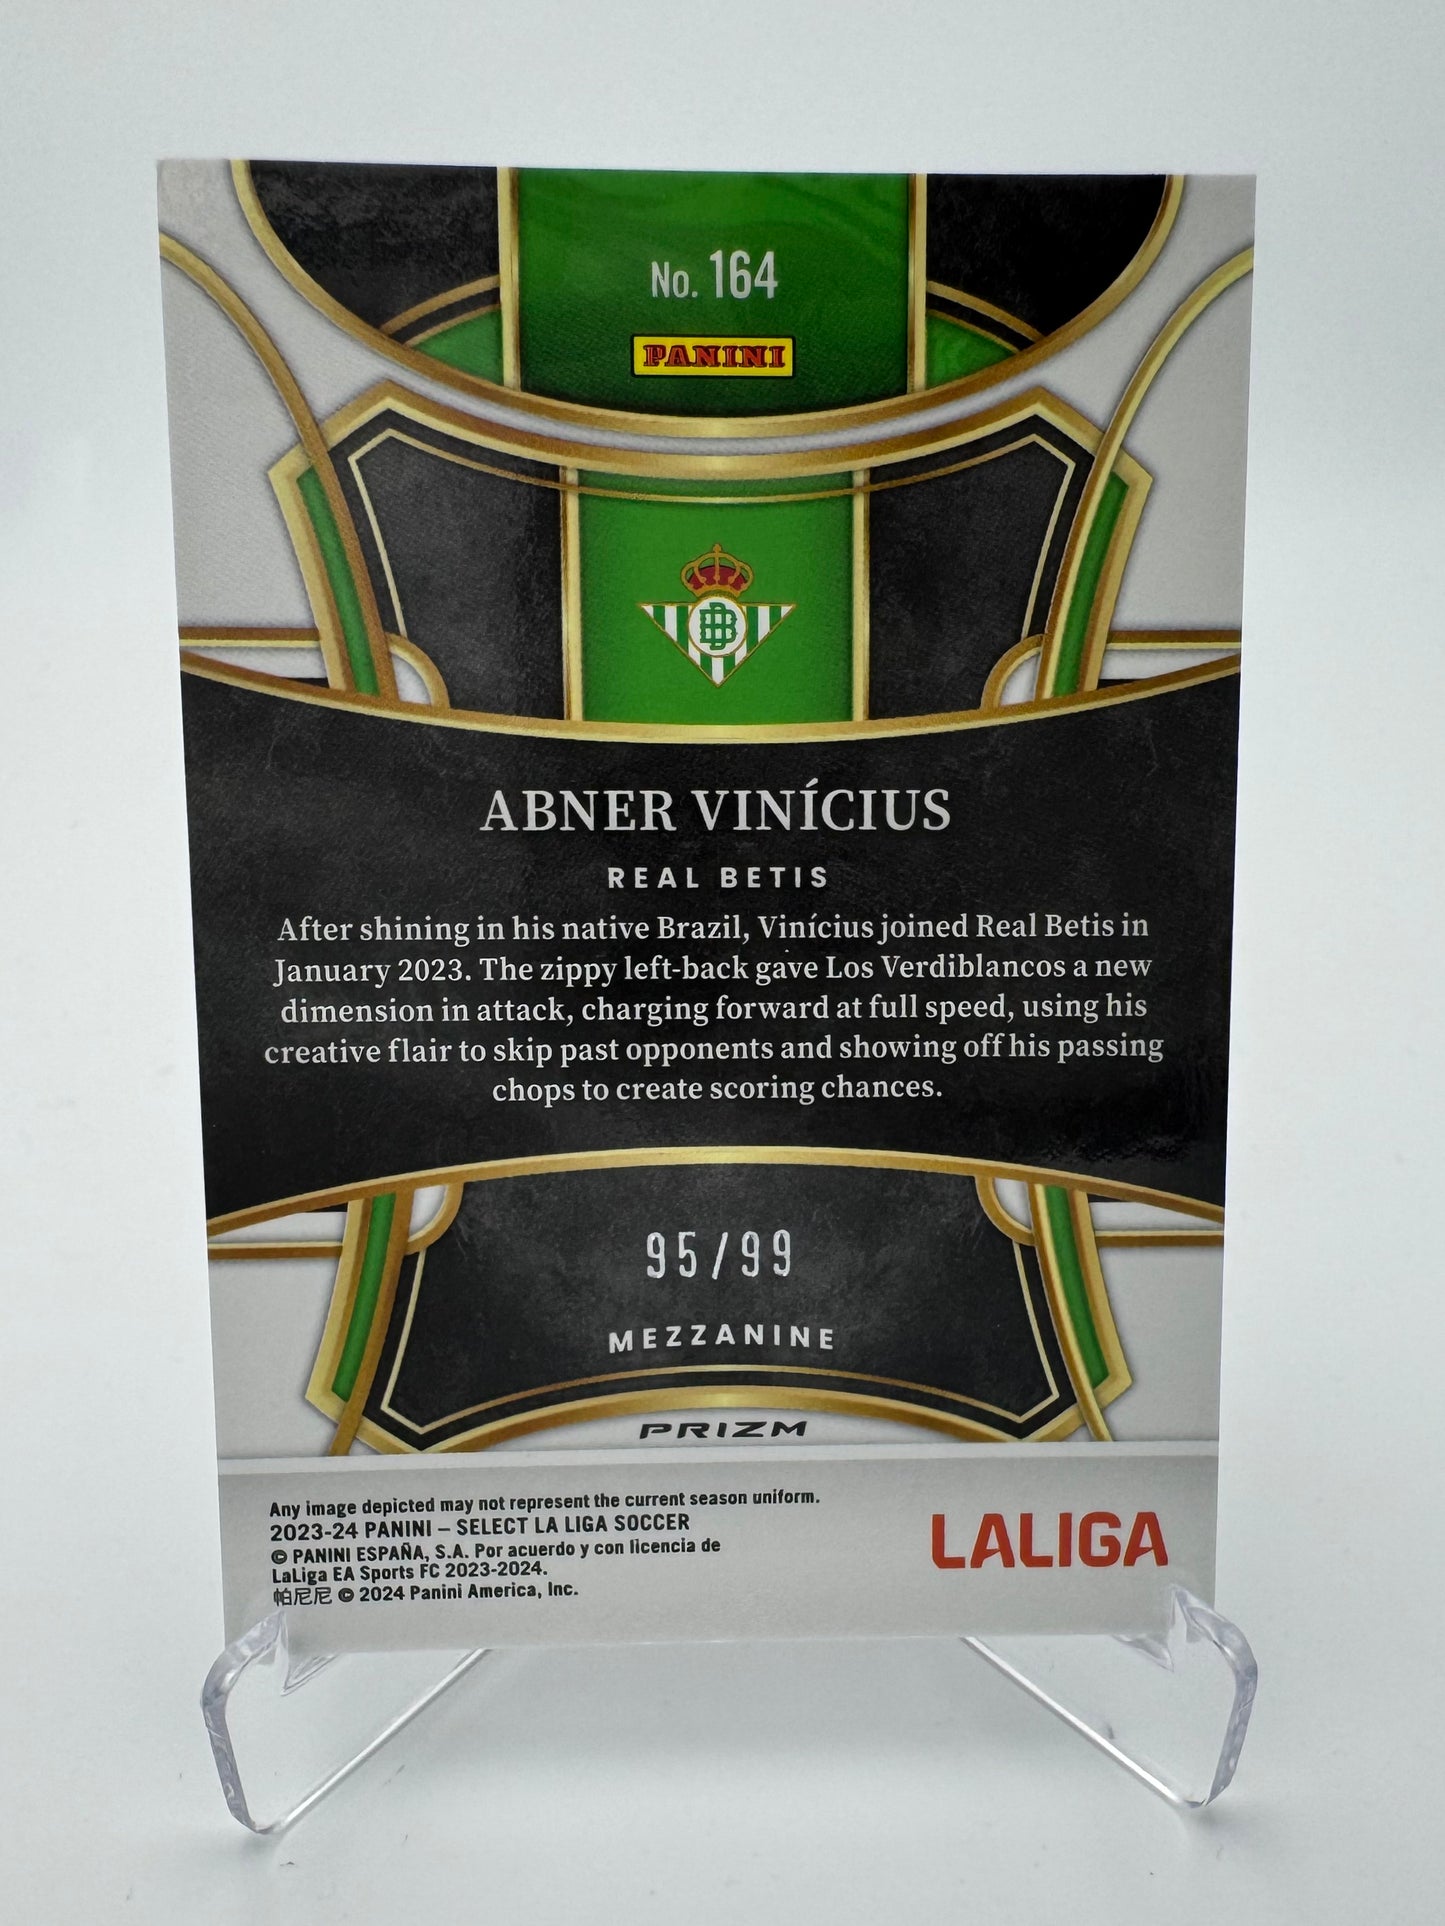 No. 164
PANINI
BB
ABNER VINÍCIUS
REAL BETIS
After shining in his native Brazil, Vinícius joined Real Betis in
January 2023. The zippy left-back gave Los Verdiblancos a new
dimension in attack, charging forward at full speed, using his
creative flair to skip past opponents and showing off his passing
chops to create scoring chances.
95/99
MEZZANINE
PRIZM
Any image depicted may not represent the current season uniform.
2023-24 PANINI – SELECT LA LIGA SOCCER
© PANINI ESPAÑA, S.A. Por acuerdo y con licencia de
LaLiga EA Sports FC 2023-2024.
帕尼尼 © 2024 Panini America, Inc.
LALIGA